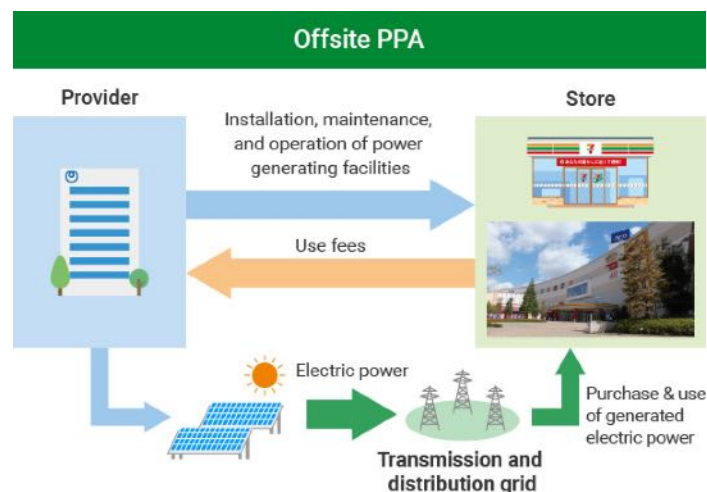 Offsite PPA
Provider
Store
Installation, maintenance,
and operation of power
generating facilities
7
Use fees
Electric power
Purchase & use
of generated
electric power
Transmission and
distribution grid